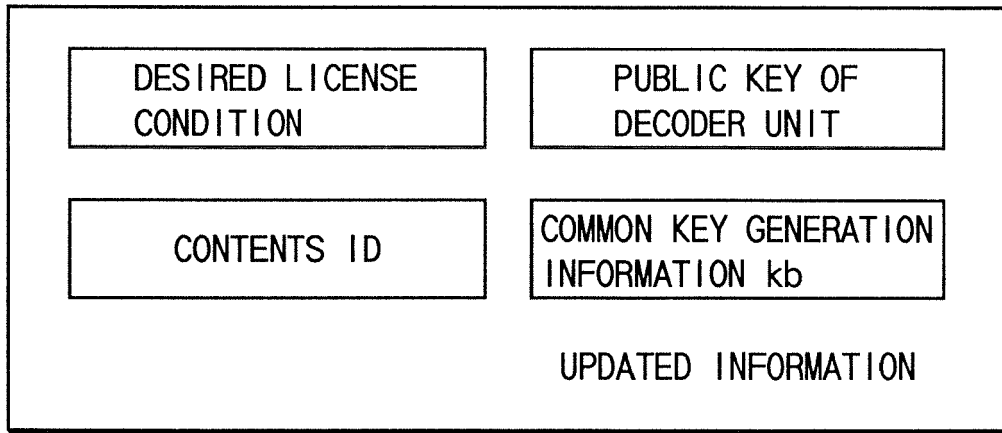 DESIRED LICENSE
CONDITION
PUBLIC KEY OF
DECODER UNIT
CONTENTS ID
COMMON KEY GENERATION
INFORMATION kb
UPDATED INFORMATION